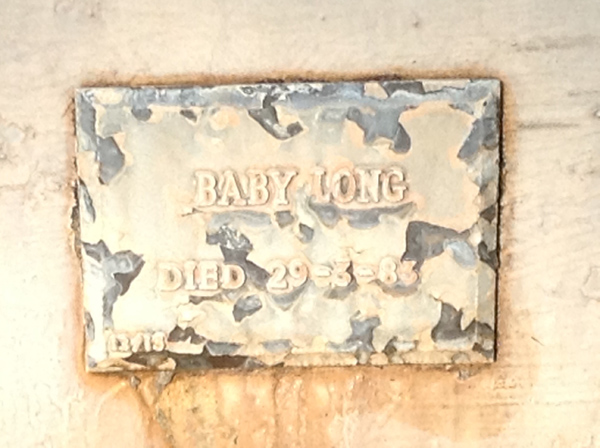 BABY LONG
DIED 29=3=83